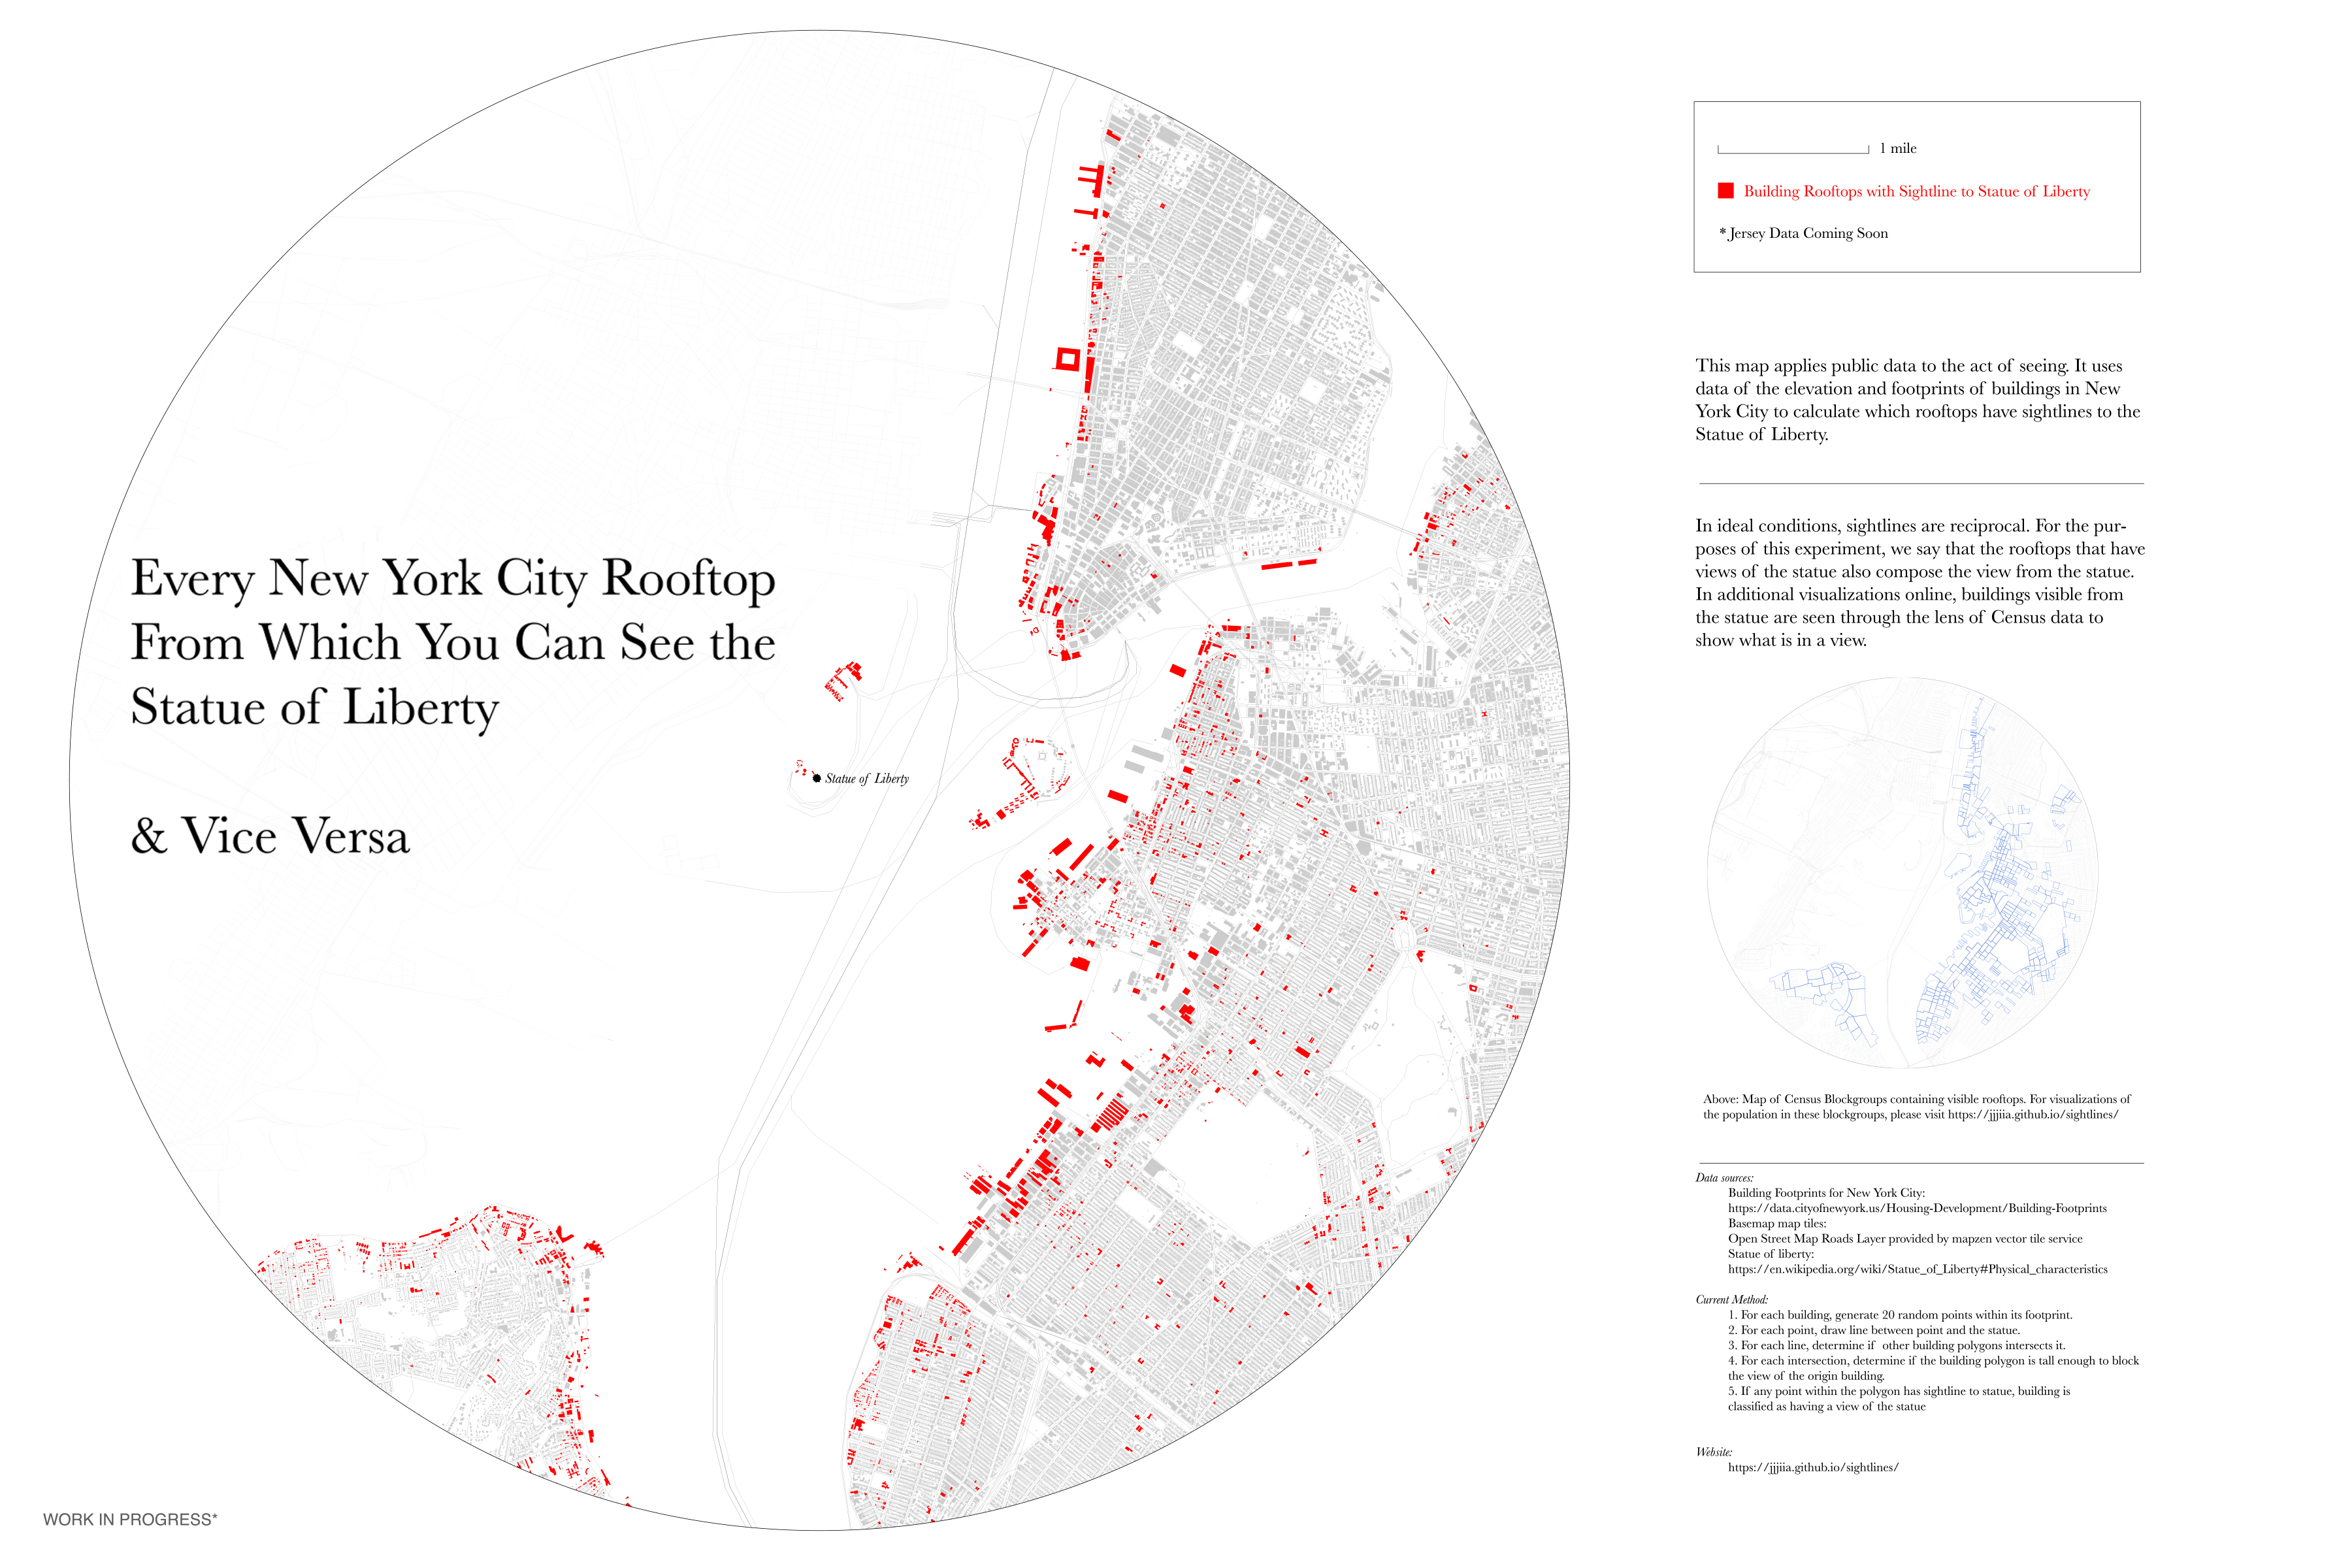 Every New York City Rooftop
From Which You Can See the
Statue of Liberty
& Vice Versa
Statue of Liberty
WORK IN PROGRESS*
1 mile
Building Rooftops with Sightline to Statue of Liberty
* Jersey Data Coming Soon
This map applies public data to the act of seeing. It uses
data of the elevation and footprints of buildings in New
York City to calculate which rooftops have sightlines to the
Statue of Liberty.
In ideal conditions, sightlines are reciprocal. For the pur-
poses of this experiment, we say that the rooftops that have
views of the statue also compose the view from the statue.
In additional visualizations online, buildings visible from
the statue are seen through the lens of Census data to
show what is in a view.
Above: Map of Census Blockgroups containing visible rooftops. For visualizations of
the population in these blockgroups, please visit https://jjjiia.github.io/sightlines/
Data sources:
Building Footprints for New York City:
https://data.cityofnewyork.us/Housing-Development/Building-Footprints
Basemap map tiles:
Open Street Map Roads Layer provided by mapzen vector tile service
Statue of liberty:
https://en.wikipedia.org/wiki/Statue_of_Liberty#Physical_characteristics
Current Method:
1. For each building, generate 20 random points within its footprint.
2. For each point, draw line between point and the statue.
3. For each line, determine if other building polygons intersects it.
4. For each intersection, determine if the building polygon is tall enough to block
the view of the origin building.
5. If any point within the polygon has sightline to statue, building is
classified as having a view of the statue
Website:
https://jjjiia.github.io/sightlines/